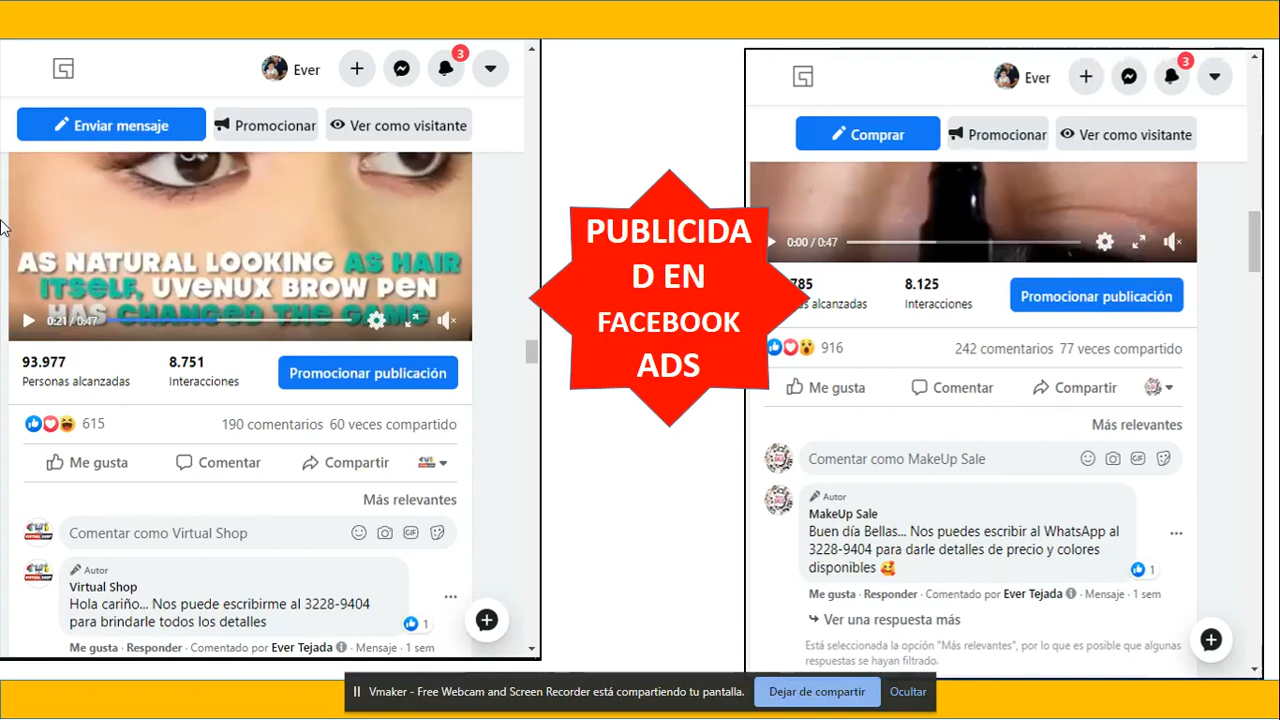 Ever
3
Enviar mensaje
Promocionar
Ver como visitante
AS NATURAL LOOKING AS HAIR
ITSELF, UVENUX BROW PEN
HAS CHANGED THE GAME
0:21 / 0:47
93.977
Personas alcanzadas
8.751
Interacciones
Promocionar publicación
615
190 comentarios 60 veces compartido
Me gusta
Comentar
Compartir
Más relevantes
Comentar como Virtual Shop
GIF
Autor
Virtual Shop
Hola cariño... Nos puede escribirme al 3228-9404
para brindarle todos los detalles
1
Me gusta · Responder · Comentado por Ever Tejada · Mensaje · 1 sem
PUBLICIDA
D EN
FACEBOOK
ADS
Ever
3
Comprar
Promocionar
Ver como visitante
0:00 / 0:47
785
alcanzadas
8.125
Interacciones
Promocionar publicación
916
242 comentarios 77 veces compartido
Me gusta
Comentar
Compartir
Más relevantes
Comentar como MakeUp Sale
GIF
Autor
MakeUp Sale
Buen día Bellas... Nos puedes escribir al WhatsApp al
3228-9404 para darle detalles de precio y colores
disponibles
1
Me gusta · Responder · Comentado por Ever Tejada · Mensaje · 1 sem
Ver una respuesta más
Está seleccionada la opción "Más relevantes", por lo que es posible que algunas
respuestas se hayan filtrado.
Vmaker - Free Webcam and Screen Recorder está compartiendo tu pantalla.
Dejar de compartir
Ocultar